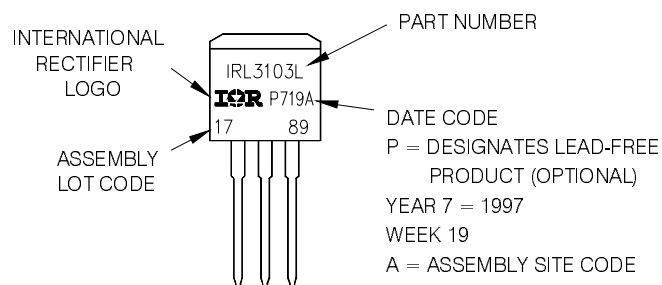 INTERNATIONAL
RECTIFIER
LOGO
ASSEMBLY
LOT CODE
IRL3103L
IOR P719A
17 89
PART NUMBER
DATE CODE
P = DESIGNATES LEAD-FREE
PRODUCT (OPTIONAL)
YEAR 7 = 1997
WEEK 19
A = ASSEMBLY SITE CODE